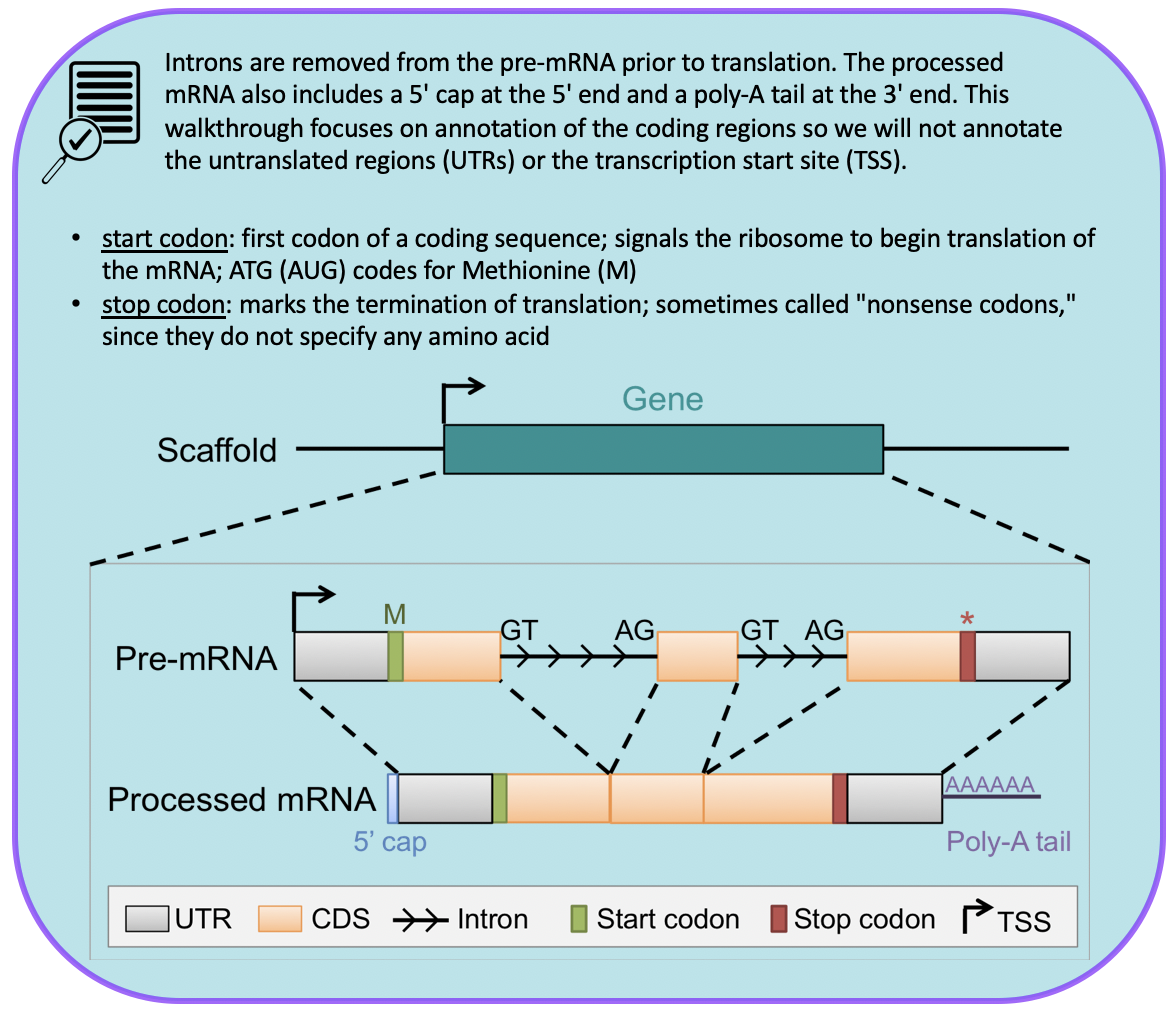 Introns are removed from the pre-mRNA prior to translation. The processed
mRNA also includes a 5' cap at the 5' end and a poly-A tail at the 3' end. This
walkthrough focuses on annotation of the coding regions so we will not annotate
the untranslated regions (UTRs) or the transcription start site (TSS).
• start codon: first codon of a coding sequence; signals the ribosome to begin translation of
the mRNA; ATG (AUG) codes for Methionine (M)
• stop codon: marks the termination of translation; sometimes called "nonsense codons,"
since they do not specify any amino acid
Gene
Scaffold
M
GT AG GT AG *
Pre-mRNA
Processed mRNA
AAAAAA
5’ cap
Poly-A tail
UTR CDS Intron Start codon Stop codon TSS